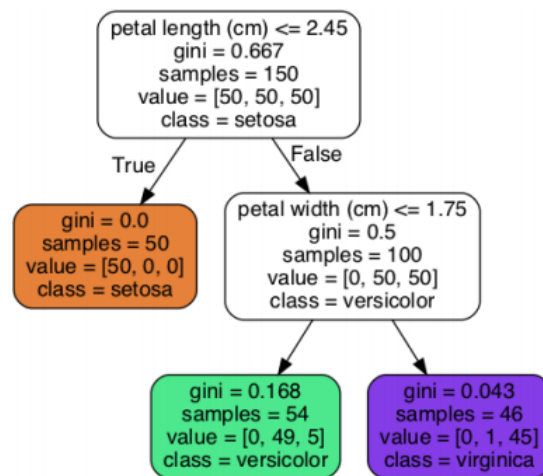 petal length (cm) <= 2.45
gini = 0.667
samples = 150
value = [50, 50, 50]
class = setosa
True
False
gini = 0.0
samples = 50
value = [50, 0, 0]
class = setosa
petal width (cm) <= 1.75
gini = 0.5
samples = 100
value = [0, 50, 50]
class = versicolor
gini = 0.168
samples = 54
value = [0, 49, 5]
class = versicolor
gini = 0.043
samples = 46
value = [0, 1, 45]
class = virginica